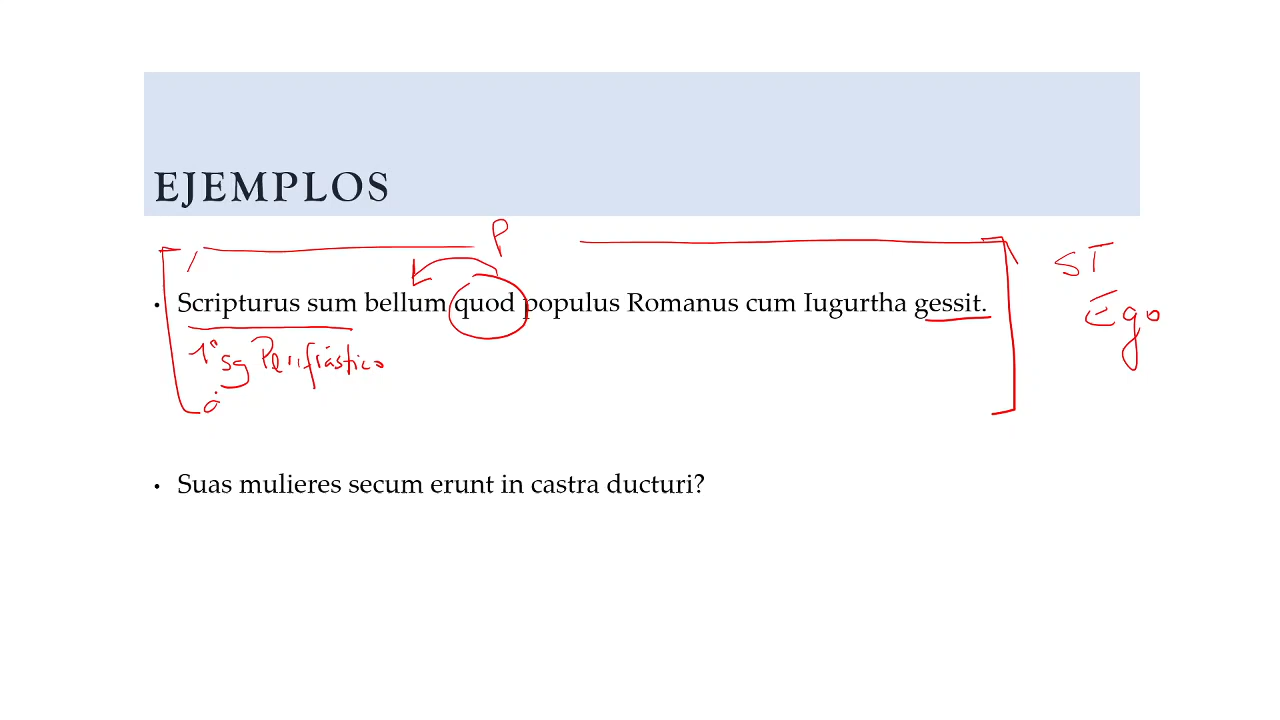 EJEMPLOS
P
ST
• Scripturus sum bellum quod populus Romanus cum Iugurtha gessit.
Ego
1ª sg Perifrástico
• Suas mulieres secum erunt in castra ducturi?